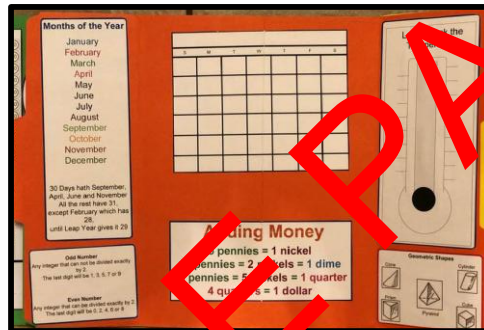 Months of the Year
January
February
March
April
May
June
July
August
September
October
November
December
30 Days hath September,
April, June and November
All the rest have 31,
except February which has
28,
until Leap Year gives it 29
Odd Number
Any integer that can not be divided exactly
by 2.
The last digit will be 1, 3, 5, 7 or 9
Even Number
Any integer that can be divided exactly by 2
The last digit will be 0, 2, 4, 6 or 8
S M T W T F S
Money
pennies = 1 nickel
pennies = 2 = 1 dime
pennies = 5 = 1 quarter
4 = 1 dollar
the
Geometric Shapes
Cone
Cylinder
Pyramid
Cube
E PA